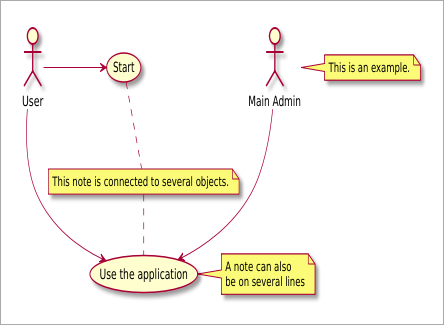 Start
This is an example.
User
Main Admin
This note is connected to several objects.
Use the application
A note can also
be on several lines